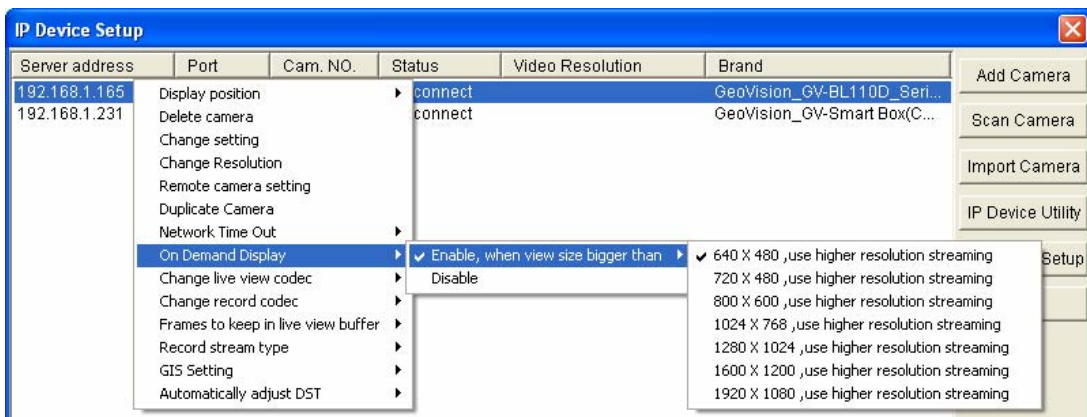 IP Device Setup
Server address Port Cam. NO. Status Video Resolution Brand
192.168.1.165 connect GeoVision_GV-BL110D_Seri...
192.168.1.231 connect GeoVision_GV-Smart Box(C...
Add Camera
Scan Camera
Import Camera
IP Device Utility
Setup
Display position
Delete camera
Change setting
Change Resolution
Remote camera setting
Duplicate Camera
Network Time Out
On Demand Display
Change live view codec
Change record codec
Frames to keep in live view buffer
Record stream type
GIS Setting
Automatically adjust DST
Enable, when view size bigger than
Disable
640 X 480 ,use higher resolution streaming
720 X 480 ,use higher resolution streaming
800 X 600 ,use higher resolution streaming
1024 X 768 ,use higher resolution streaming
1280 X 1024 ,use higher resolution streaming
1600 X 1200 ,use higher resolution streaming
1920 X 1080 ,use higher resolution streaming